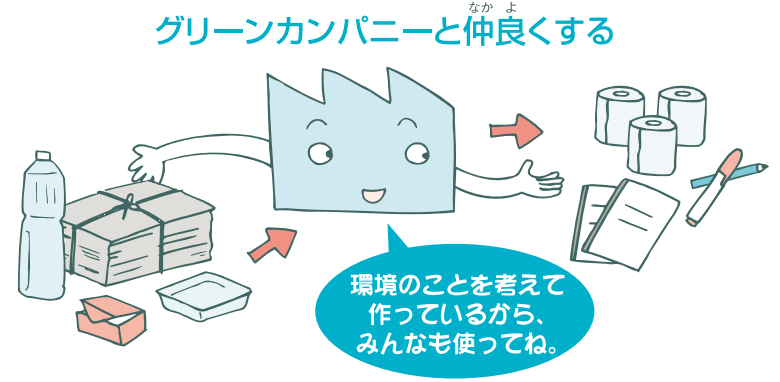 グリーンカンパニーと仲良くする
なか よ
環境のことを考えて
作っているから、
みんなも使ってね。